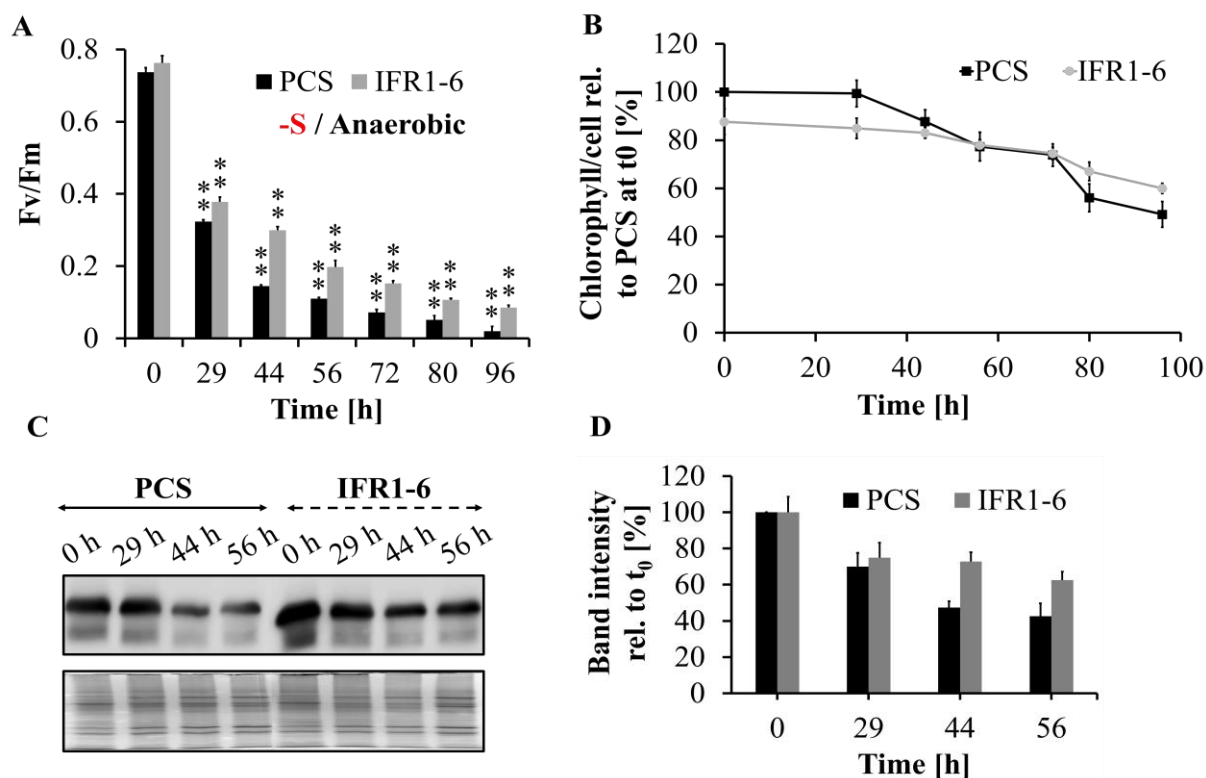 A
0.8
0.6
0.4
0.2
0
Fv/Fm
PCS IFR1-6
-S / Anaerobic
** ** ** ** ** ** ** ** ** ** ** **
0 29 44 56 72 80 96
Time [h]
B
120
100
80
60
40
20
0
Chlorophyll/cell rel.
to PCS at t0 [%]
PCS IFR1-6
0 20 40 60 80 100
Time [h]
C
PCS IFR1-6
0 h 29 h 44 h 56 h 0 h 29 h 44 h 56 h
D
120
100
80
60
40
20
0
Band intensity
rel. to t0 [%]
PCS IFR1-6
0 29 44 56
Time [h]